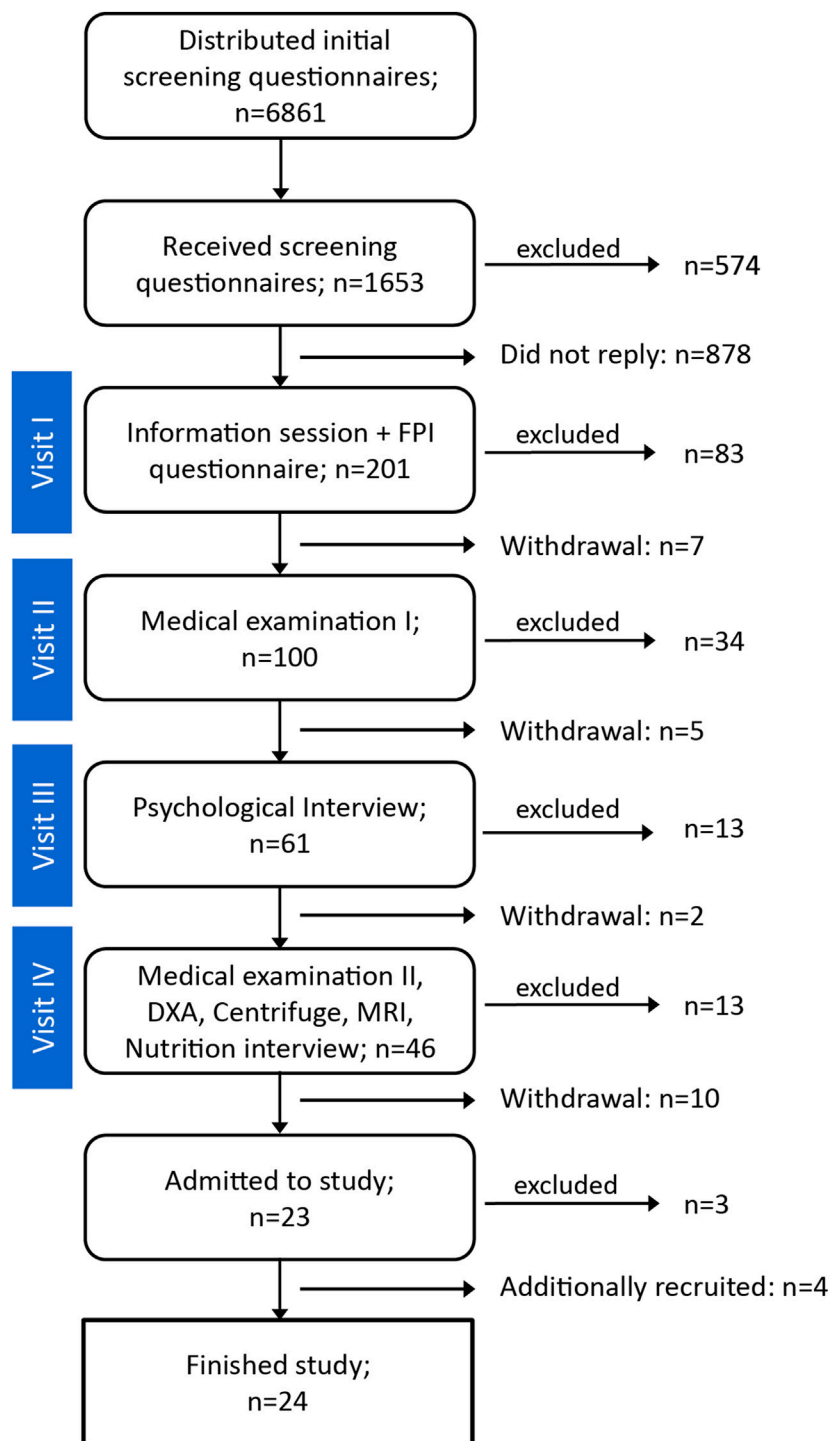 Distributed initial
screening questionnaires;
n=6861
Received screening
questionnaires; n=1653
excluded
n=574
Did not reply: n=878
Visit I
Information session + FPI
questionnaire; n=201
excluded
n=83
Withdrawal: n=7
Visit II
Medical examination I;
n=100
excluded
n=34
Withdrawal: n=5
Visit III
Psychological Interview;
n=61
excluded
n=13
Withdrawal: n=2
Visit IV
Medical examination II,
DXA, Centrifuge, MRI,
Nutrition interview; n=46
excluded
n=13
Withdrawal: n=10
Admitted to study;
n=23
excluded
n=3
Additionally recruited: n=4
Finished study;
n=24